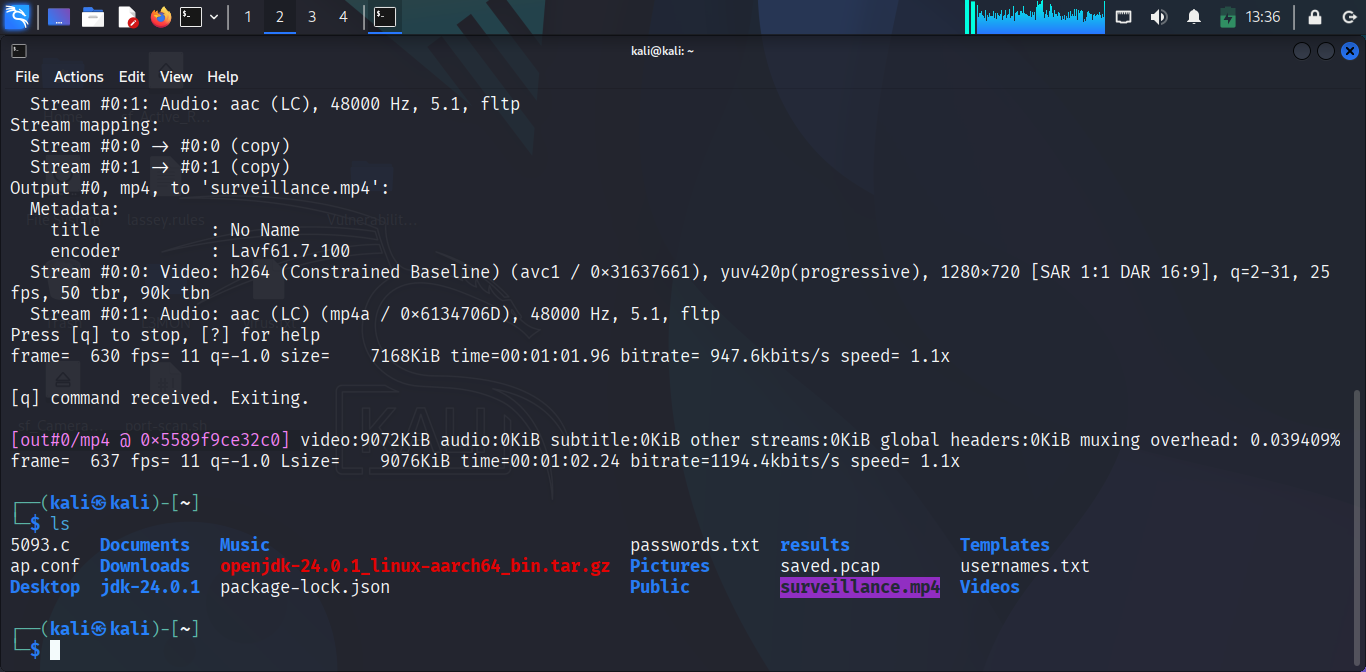 1 2 3 4 13:36
kali@kali: ~
File Actions Edit View Help
Stream #0:1: Audio: aac (LC), 48000 Hz, 5.1, fltp
Stream mapping:
Stream #0:0 → #0:0 (copy)
Stream #0:1 → #0:1 (copy)
Output #0, mp4, to 'surveillance.mp4':
Metadata:
title : No Name
encoder : Lavf61.7.100
Stream #0:0: Video: h264 (Constrained Baseline) (avc1 / 0×31637661), yuv420p(progressive), 1280×720 [SAR 1:1 DAR 16:9], q=2-31, 25
fps, 50 tbr, 90k tbn
Stream #0:1: Audio: aac (LC) (mp4a / 0×6134706D), 48000 Hz, 5.1, fltp
Press [q] to stop, [?] for help
frame= 630 fps= 11 q=-1.0 size= 7168KiB time=00:01:01.96 bitrate= 947.6kbits/s speed= 1.1x
[q] command received. Exiting.
[out#0/mp4 @ 0×5589f9ce32c0] video:9072KiB audio:0KiB subtitle:0KiB other streams:0KiB global headers:0KiB muxing overhead: 0.039409%
frame= 637 fps= 11 q=-1.0 Lsize= 9076KiB time=00:01:02.24 bitrate=1194.4kbits/s speed= 1.1x
┌──(kali㉿kali)-[~]
└─$ ls
5093.c Documents Music passwords.txt results Templates
ap.conf Downloads openjdk-24.0.1_linux-aarch64_bin.tar.gz Pictures saved.pcap usernames.txt
Desktop jdk-24.0.1 package-lock.json Public surveillance.mp4 Videos
┌──(kali㉿kali)-[~]
└─$